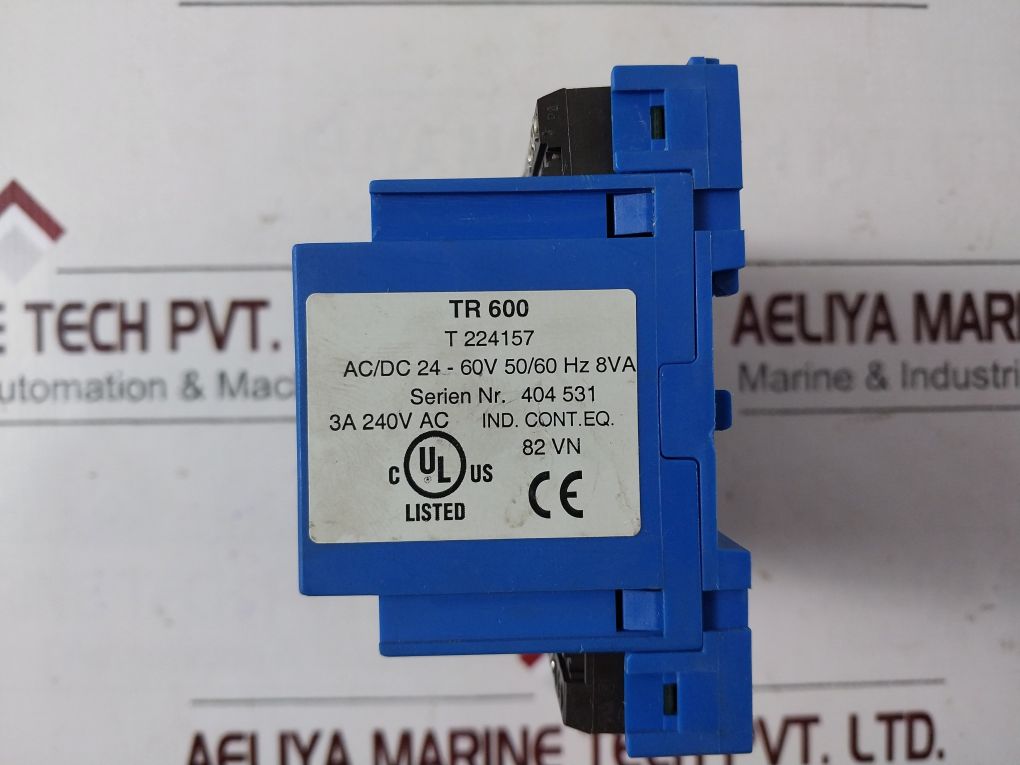 E TECH PVT.
utomation & Mac
TR 600
T 224157
AC/DC 24 - 60V 50/60 Hz 8VA
Serien Nr. 404 531
3A 240V AC IND. CONT.EQ.
82 VN
C UL US
LISTED
CE
AELIYA MARI
Marine & Industri
AELIYA MARINE TECH PVT. LTD.